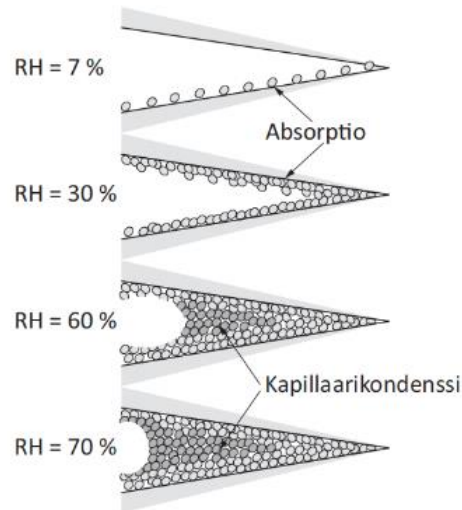 RH = 7 %
Absorptio
RH = 30 %
RH = 60 %
Kapillaarikondenssi
RH = 70 %